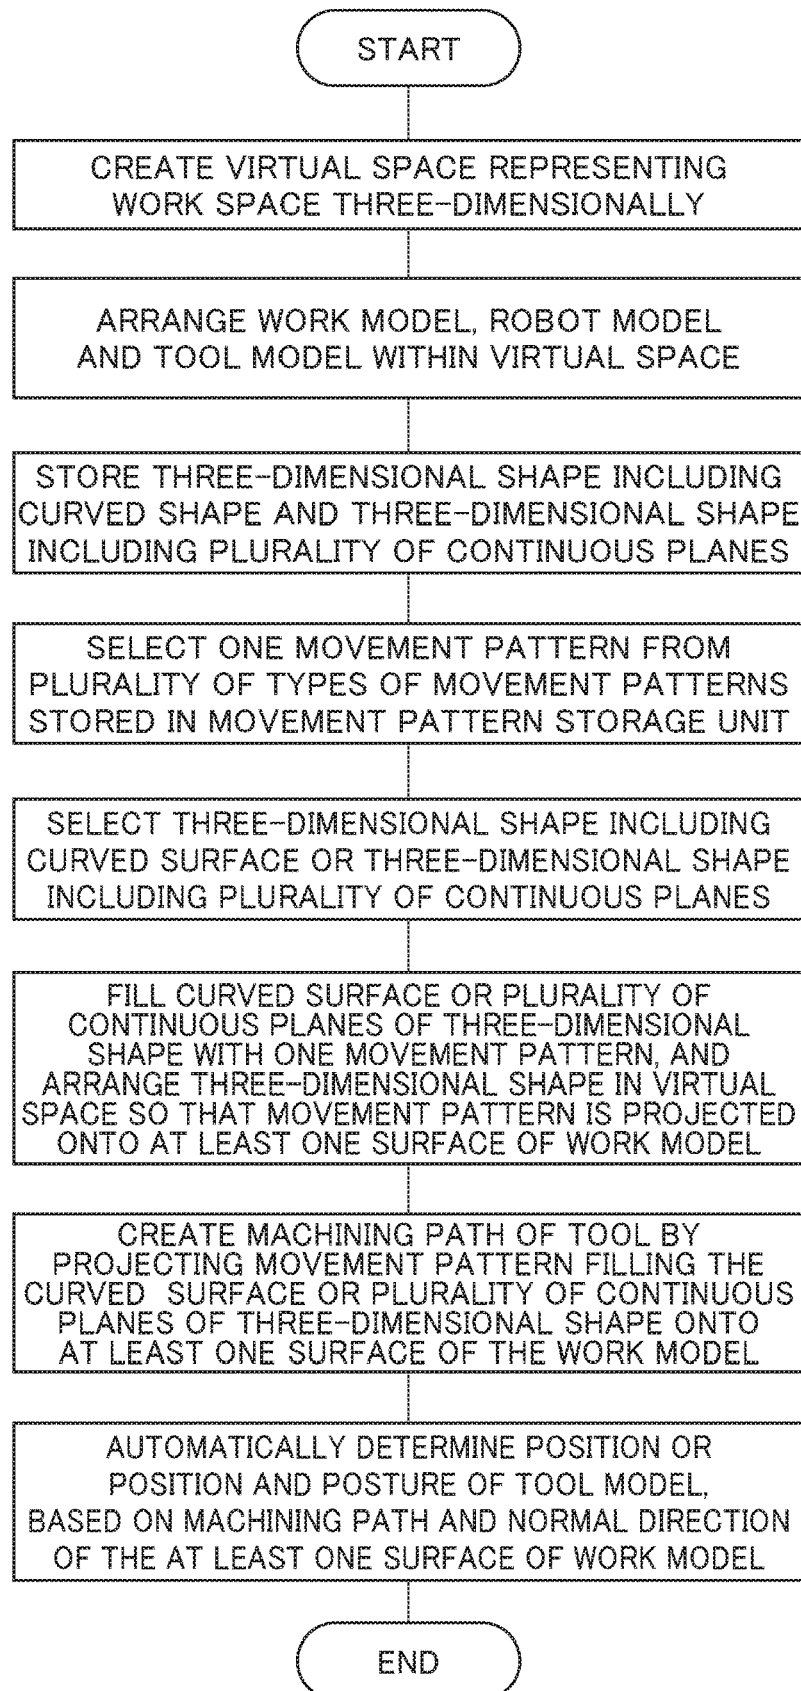 START
CREATE VIRTUAL SPACE REPRESENTING
WORK SPACE THREE-DIMENSIONALLY
ARRANGE WORK MODEL, ROBOT MODEL
AND TOOL MODEL WITHIN VIRTUAL SPACE
STORE THREE-DIMENSIONAL SHAPE INCLUDING
CURVED SHAPE AND THREE-DIMENSIONAL SHAPE
INCLUDING PLURALITY OF CONTINUOUS PLANES
SELECT ONE MOVEMENT PATTERN FROM
PLURALITY OF TYPES OF MOVEMENT PATTERNS
STORED IN MOVEMENT PATTERN STORAGE UNIT
SELECT THREE-DIMENSIONAL SHAPE INCLUDING
CURVED SURFACE OR THREE-DIMENSIONAL SHAPE
INCLUDING PLURALITY OF CONTINUOUS PLANES
FILL CURVED SURFACE OR PLURALITY OF
CONTINUOUS PLANES OF THREE-DIMENSIONAL
SHAPE WITH ONE MOVEMENT PATTERN, AND
ARRANGE THREE-DIMENSIONAL SHAPE IN VIRTUAL
SPACE SO THAT MOVEMENT PATTERN IS PROJECTED
ONTO AT LEAST ONE SURFACE OF WORK MODEL
CREATE MACHINING PATH OF TOOL BY
PROJECTING MOVEMENT PATTERN FILLING THE
CURVED SURFACE OR PLURALITY OF CONTINUOUS
PLANES OF THREE-DIMENSIONAL SHAPE ONTO
AT LEAST ONE SURFACE OF THE WORK MODEL
AUTOMATICALLY DETERMINE POSITION OR
POSITION AND POSTURE OF TOOL MODEL,
BASED ON MACHINING PATH AND NORMAL DIRECTION
OF THE AT LEAST ONE SURFACE OF WORK MODEL
END